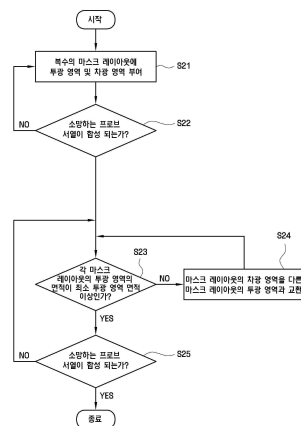 시작
복수의 마스크 레이아웃에
투광 영역 및 차광 영역 부여
S21
NO
소망하는 프로브
서열이 합성 되는가?
S22
각 마스크
레이아웃의 투광 영역의
면적이 최소 투광 영역 면적
이상인가?
S23
NO
마스크 레이아웃의 차광 영역을 다른
마스크 레이아웃의 투광 영역과 교환
S24
YES
NO
소망하는 프로브
서열이 합성 되는가?
S25
YES
종료